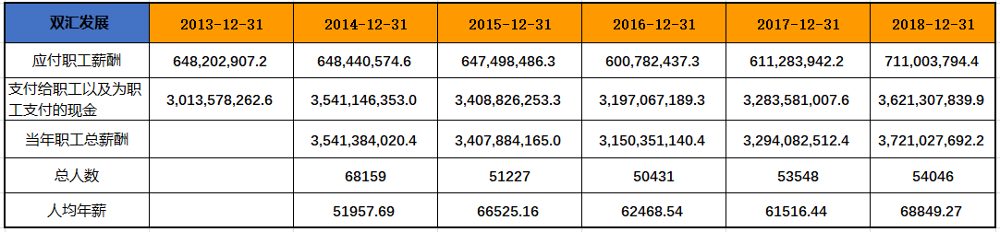 双汇发展 2013-12-31 2014-12-31 2015-12-31 2016-12-31 2017-12-31 2018-12-31
应付职工薪酬 648,202,907.2 648,440,574.6 647,498,486.3 600,782,437.3 611,283,942.2 711,003,794.4
支付给职工以及为职
工支付的现金 3,013,578,262.6 3,541,146,353.0 3,408,826,253.3 3,197,067,189.3 3,283,581,007.6 3,621,307,839.9
当年职工总薪酬 3,541,384,020.4 3,407,884,165.0 3,150,351,140.4 3,294,082,512.4 3,721,027,692.2
总人数 68159 51227 50431 53548 54046
人均年薪 51957.69 66525.16 62468.54 61516.44 68849.27